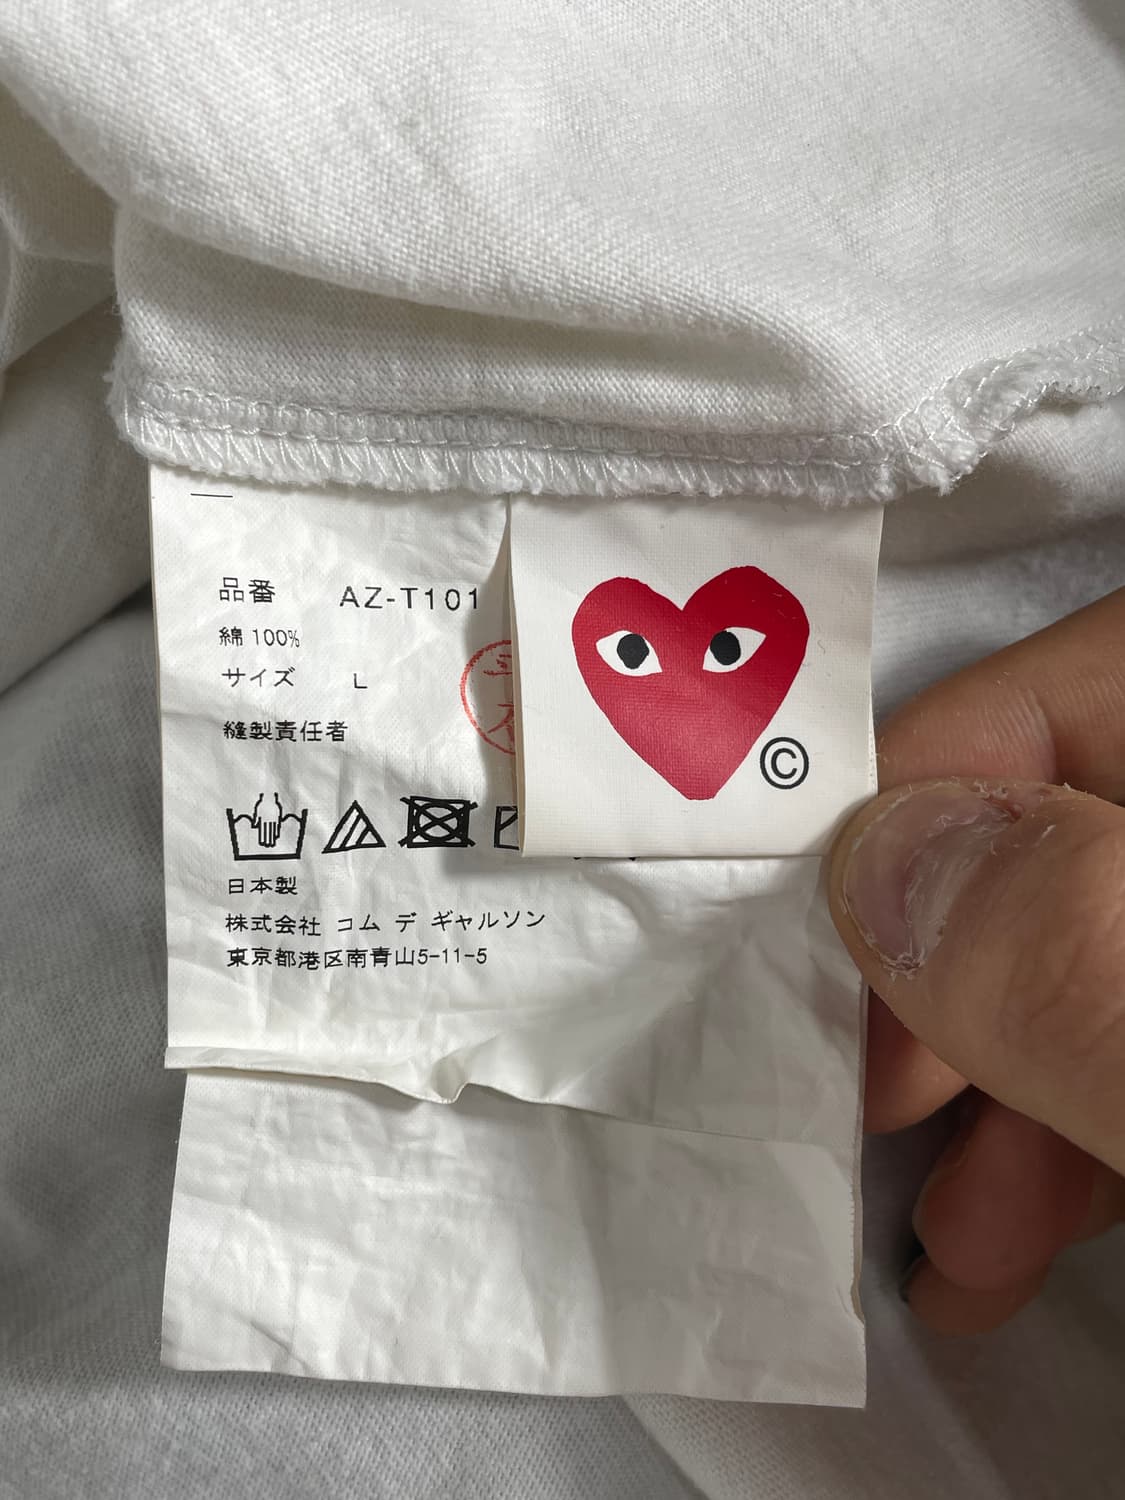 品番 AZ-T101
綿 100%
サイズ L
縫製責任者
©
日本製
株式会社 コム デ ギャルソン
東京都港区南青山5-11-5